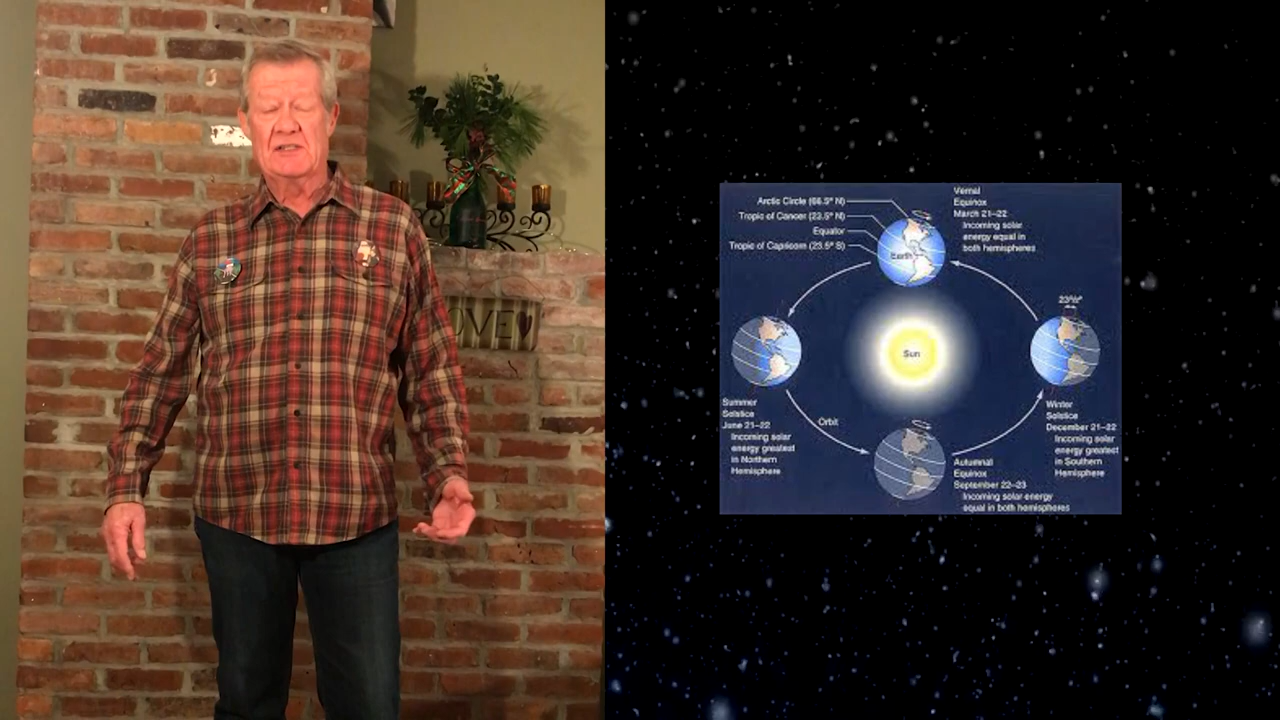 OVE
Arctic Circle (66.5° N)
Tropic of Cancer (23.5° N)
Equator
Tropic of Capricorn (23.5° S)
Earth
Vernal
Equinox
March 21–22
Incoming solar
energy equal in
both hemispheres
23½°
Sun
Summer
Solstice
June 21–22
Incoming solar
energy greatest
in Northern
Hemisphere
Orbit
Winter
Solstice
December 21–22
Incoming solar
energy greatest
in Southern
Hemisphere
Autumnal
Equinox
September 22–23
Incoming solar energy
equal in both hemispheres